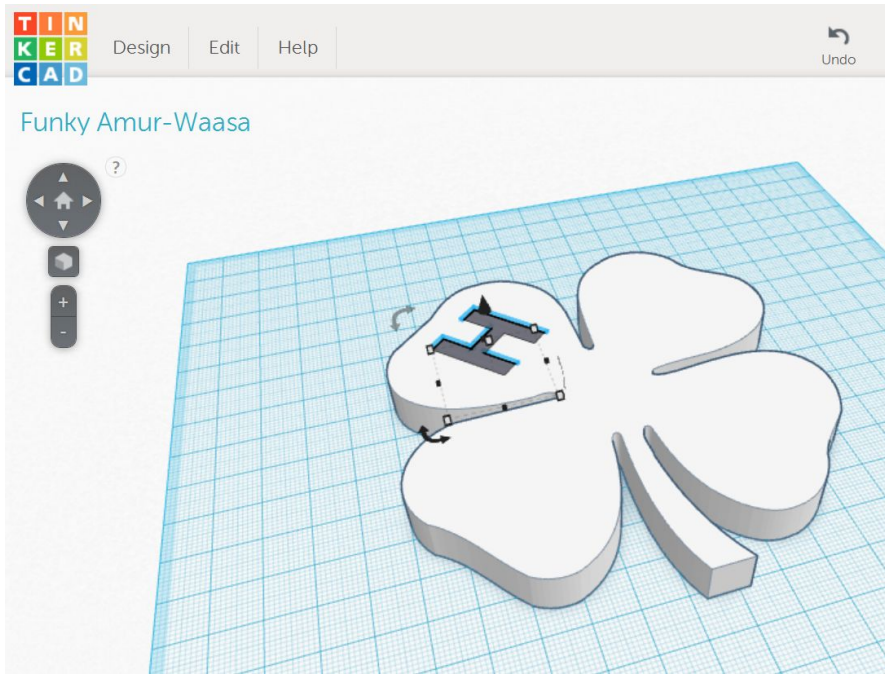 TIN
KER
CAD
Design Edit Help
Undo
Funky Amur-Waasa
?
+
-
H